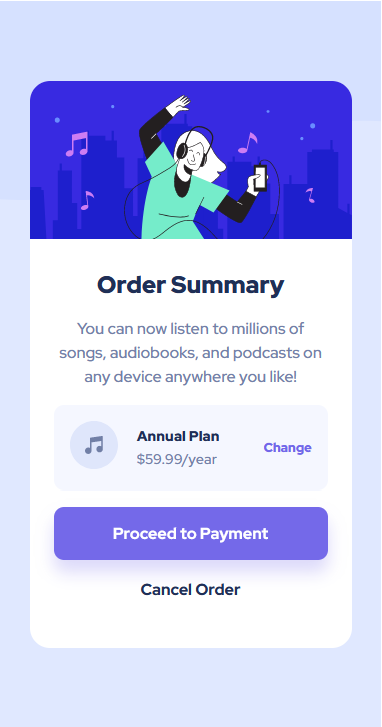 Order Summary
You can now listen to millions of
songs, audiobooks, and podcasts on
any device anywhere you like!
Annual Plan
$59.99/year
Change
Proceed to Payment
Cancel Order